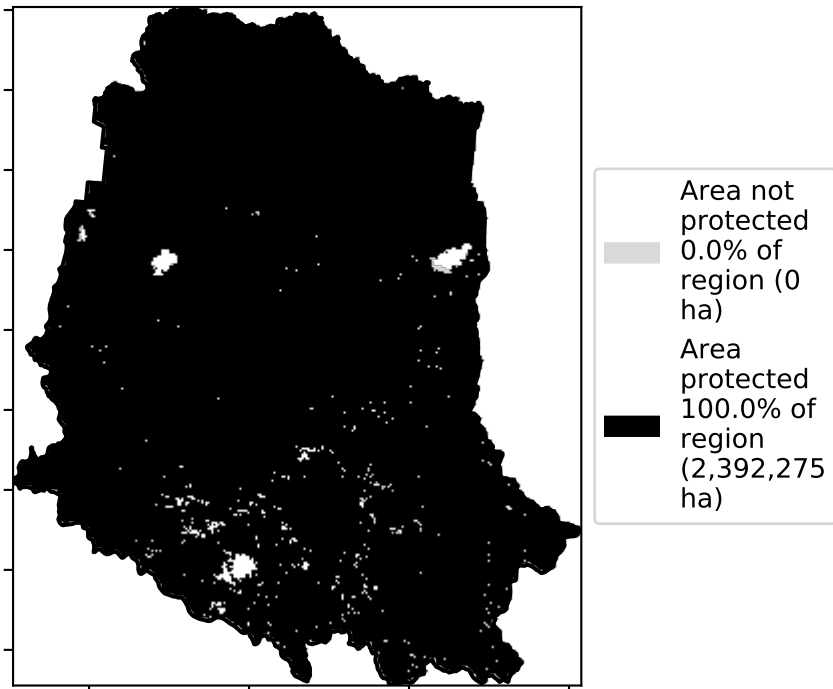 Area not
protected
0.0% of
region (0
ha)
Area
protected
100.0% of
region
(2,392,275
ha)